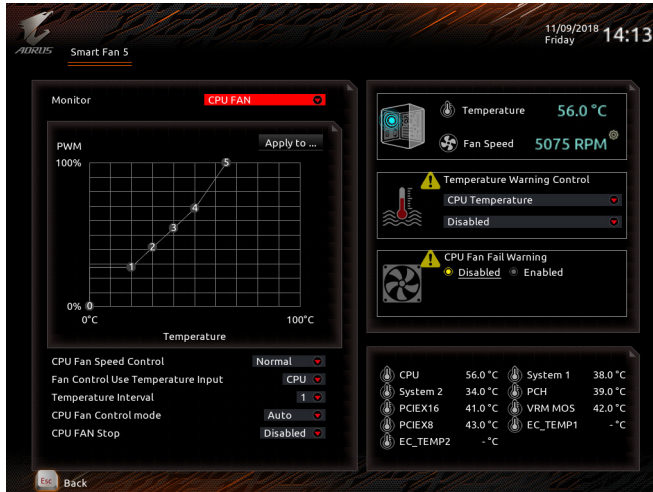 11/09/2018
Friday
14:13
AORUS
Smart Fan 5
Monitor
CPU FAN
PWM
Apply to ...
100%
5
4
3
2
1
0% 0
0°C
100°C
Temperature
CPU Fan Speed Control Normal
Fan Control Use Temperature Input CPU
Temperature Interval 1
CPU Fan Control mode Auto
CPU FAN Stop Disabled
Temperature 56.0 °C
Fan Speed 5075 RPM
Temperature Warning Control
CPU Temperature
Disabled
CPU Fan Fail Warning
Disabled Enabled
CPU 56.0 °C System 1 38.0 °C
System 2 34.0 °C PCH 39.0 °C
PCIEX16 41.0 °C VRM MOS 42.0 °C
PCIEX8 43.0 °C EC_TEMP1 - °C
EC_TEMP2 - °C
Esc Back